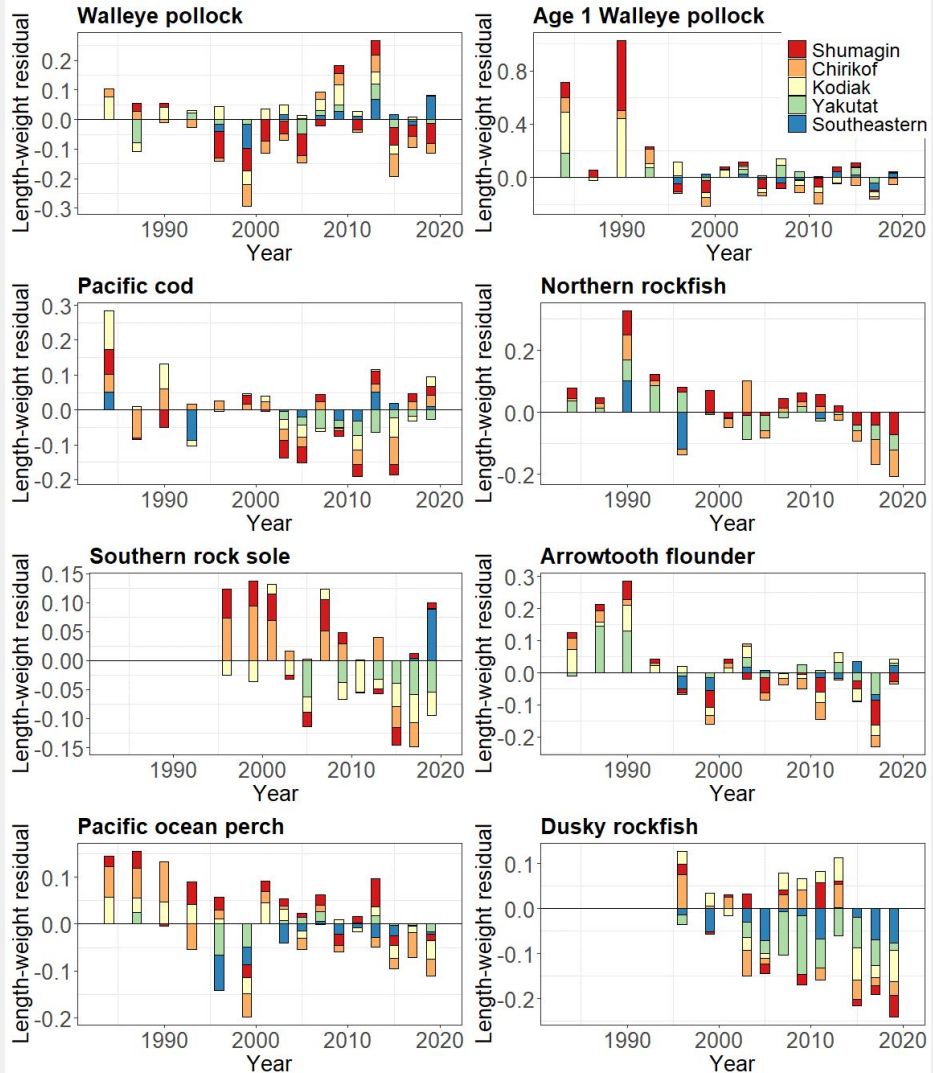 Walleye pollock
Length-weight residual
0.2
0.1
0.0
-0.1
-0.2
-0.3
1990 2000 2010 2020
Year
Age 1 Walleye pollock
Length-weight residual
0.8
0.4
0.0
1990 2000 2010 2020
Year
Shumagin
Chirikof
Kodiak
Yakutat
Southeastern
Pacific cod
Length-weight residual
0.3
0.2
0.1
0.0
-0.1
-0.2
1990 2000 2010 2020
Year
Northern rockfish
Length-weight residual
0.2
0.0
-0.2
1990 2000 2010 2020
Year
Southern rock sole
Length-weight residual
0.15
0.10
0.05
0.00
-0.05
-0.10
-0.15
1990 2000 2010 2020
Year
Arrowtooth flounder
Length-weight residual
0.3
0.2
0.1
0.0
-0.1
-0.2
1990 2000 2010 2020
Year
Pacific ocean perch
Length-weight residual
0.1
0.0
-0.1
-0.2
1990 2000 2010 2020
Year
Dusky rockfish
Length-weight residual
0.1
0.0
-0.1
-0.2
1990 2000 2010 2020
Year